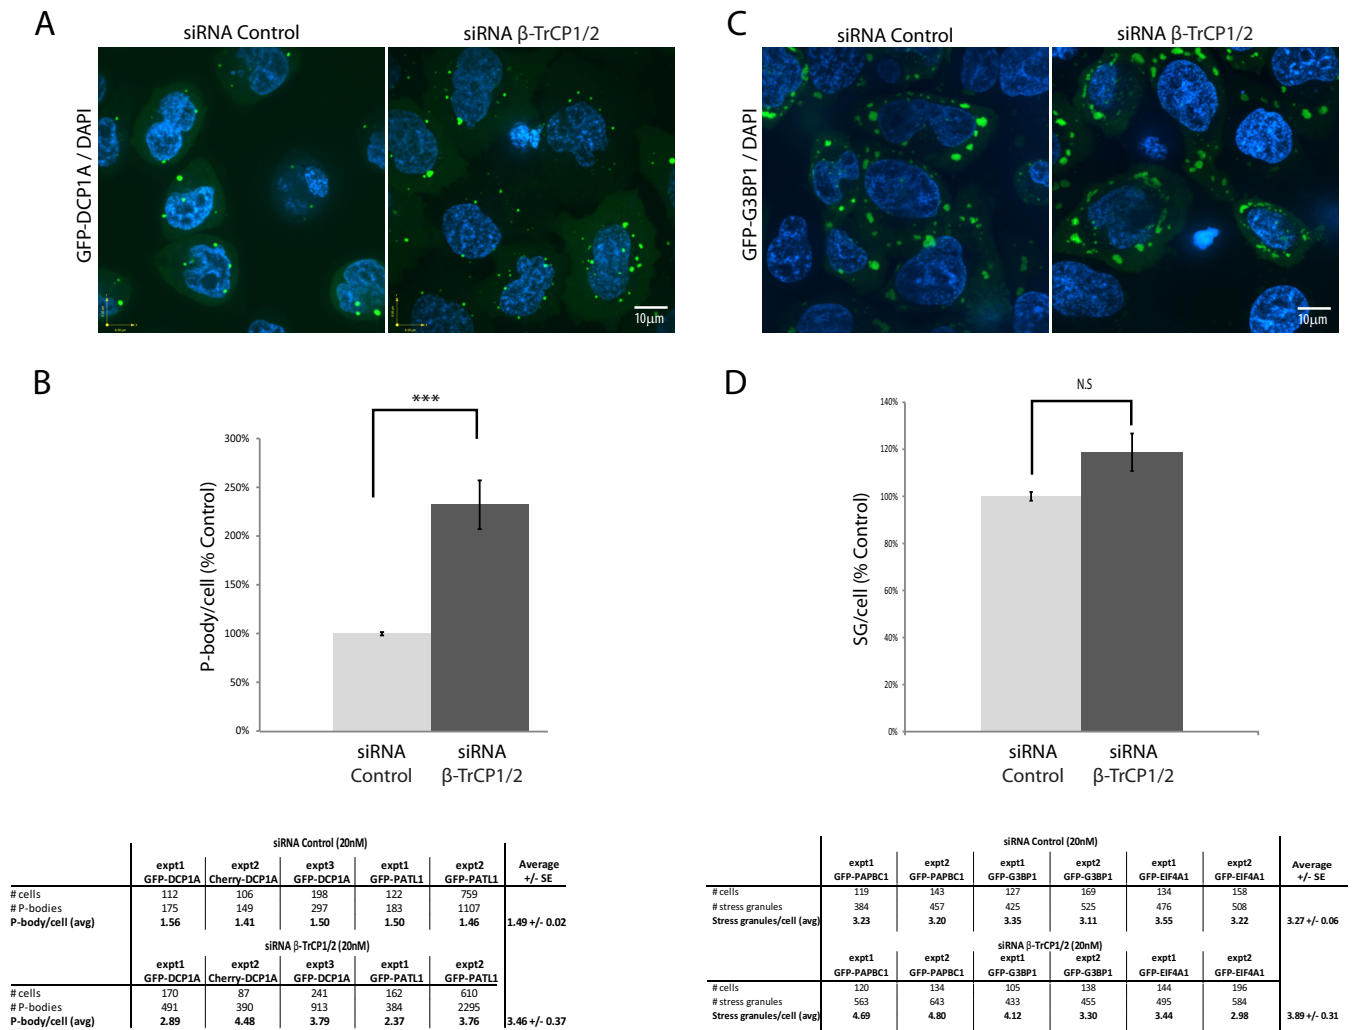 A
siRNA Control
siRNA β-TrCP1/2
GFP-DCP1A / DAPI
10µm
C
siRNA Control
siRNA β-TrCP1/2
GFP-G3BP1 / DAPI
10µm
B
***
P-body/cell (% Control)
300%
250%
200%
150%
100%
50%
0%
siRNA Control
siRNA β-TrCP1/2
D
N.S
SG/cell (% Control)
140%
120%
100%
80%
60%
40%
20%
0%
siRNA Control
siRNA β-TrCP1/2
siRNA Control (20nM)
expt1 expt2 expt3 expt1 expt2 Average
GFP-DCP1A Cherry-DCP1A GFP-DCP1A GFP-PATL1 GFP-PATL1 +/- SE
# cells 112 106 198 122 759
# P-bodies 175 149 297 183 1107
P-body/cell (avg) 1.56 1.41 1.50 1.50 1.46 1.49 +/- 0.02
siRNA β-TrCP1/2 (20nM)
expt1 expt2 expt3 expt1 expt2
GFP-DCP1A Cherry-DCP1A GFP-DCP1A GFP-PATL1 GFP-PATL1
# cells 170 87 241 162 610
# P-bodies 491 390 913 384 2295
P-body/cell (avg) 2.89 4.48 3.79 2.37 3.76 3.46 +/- 0.37
siRNA Control (20nM)
expt1 expt2 expt1 expt2 expt1 expt2 Average
GFP-PAPBC1 GFP-PAPBC1 GFP-G3BP1 GFP-G3BP1 GFP-EIF4A1 GFP-EIF4A1 +/- SE
# cells 119 143 127 169 134 158
# stress granules 384 457 425 525 476 508
Stress granules/cell (avg) 3.23 3.20 3.35 3.11 3.55 3.22 3.27 +/- 0.06
siRNA β-TrCP1/2 (20nM)
expt1 expt2 expt1 expt2 expt1 expt2
GFP-PAPBC1 GFP-PAPBC1 GFP-G3BP1 GFP-G3BP1 GFP-EIF4A1 GFP-EIF4A1
# cells 120 134 105 138 144 196
# stress granules 563 643 433 455 495 584
Stress granules/cell (avg) 4.69 4.80 4.12 3.30 3.44 2.98 3.89 +/- 0.31